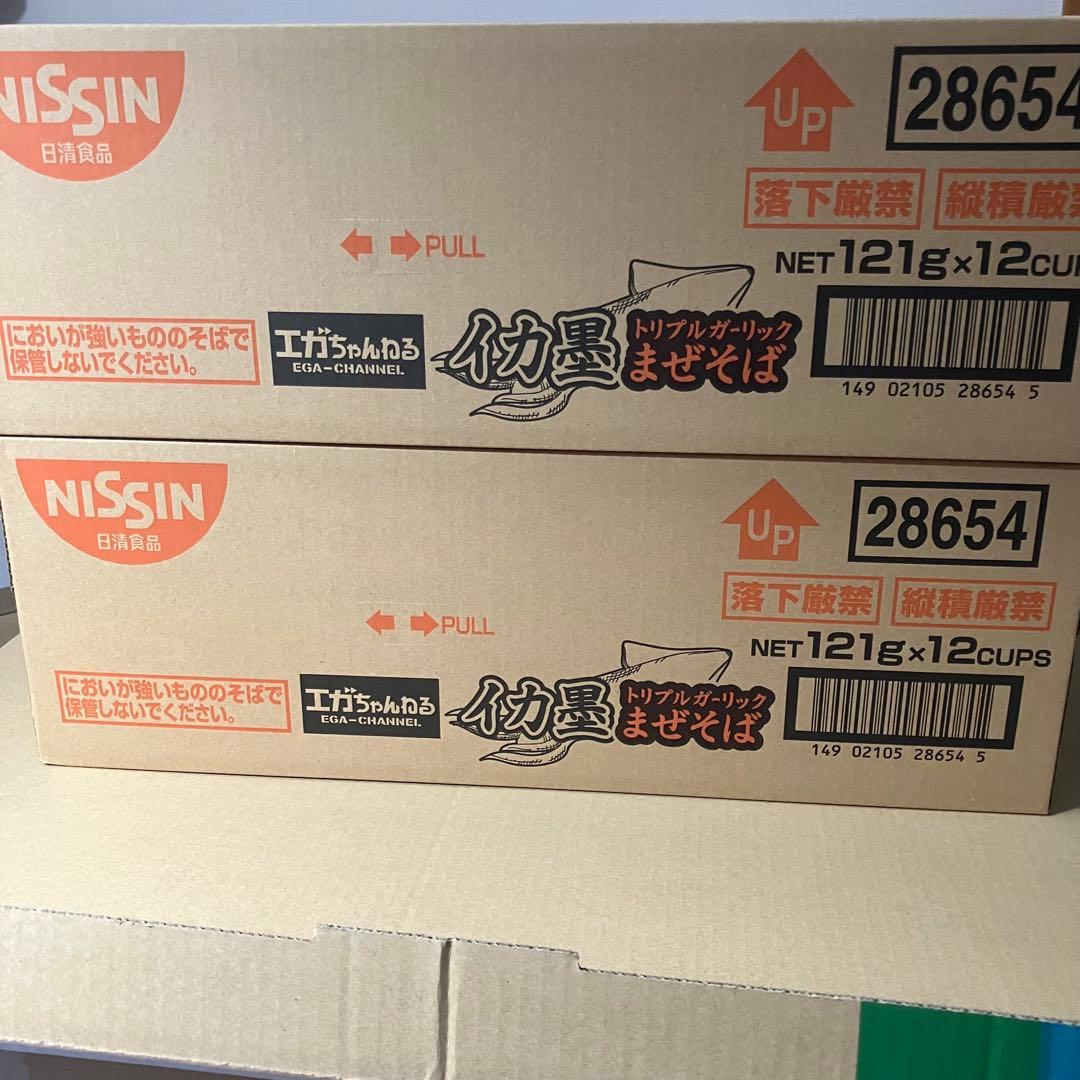 NISSIN
日清食品
UP
28654
落下厳禁 縦積厳禁
PULL
NET 121g×12CUPS
においが強いもののそばで
保管しないでください。
エガちゃんねる
EGA-CHANNEL
イカ墨
トリプルガーリック
まぜそば
149 02105 28654 5
NISSIN
日清食品
UP
28654
落下厳禁 縦積厳禁
PULL
NET 121g×12CUPS
においが強いもののそばで
保管しないでください。
エガちゃんねる
EGA-CHANNEL
イカ墨
トリプルガーリック
まぜそば
149 02105 28654 5